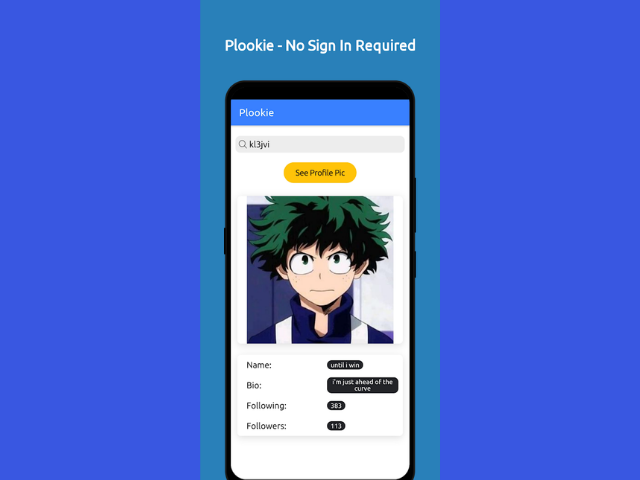 Plookie - No Sign In Required
Plookie
kl3jvi
See Profile Pic
Name: until i win
Bio: i'm just ahead of the
curve
Following: 383
Followers: 113